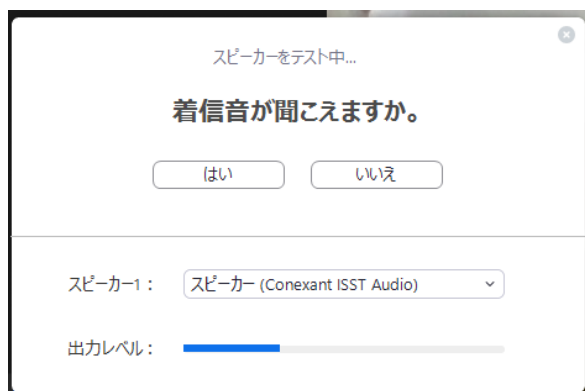 スピーカーをテスト中...
着信音が聞こえますか。
はい
いいえ
スピーカー1：
スピーカー (Conexant ISST Audio)
出力レベル：